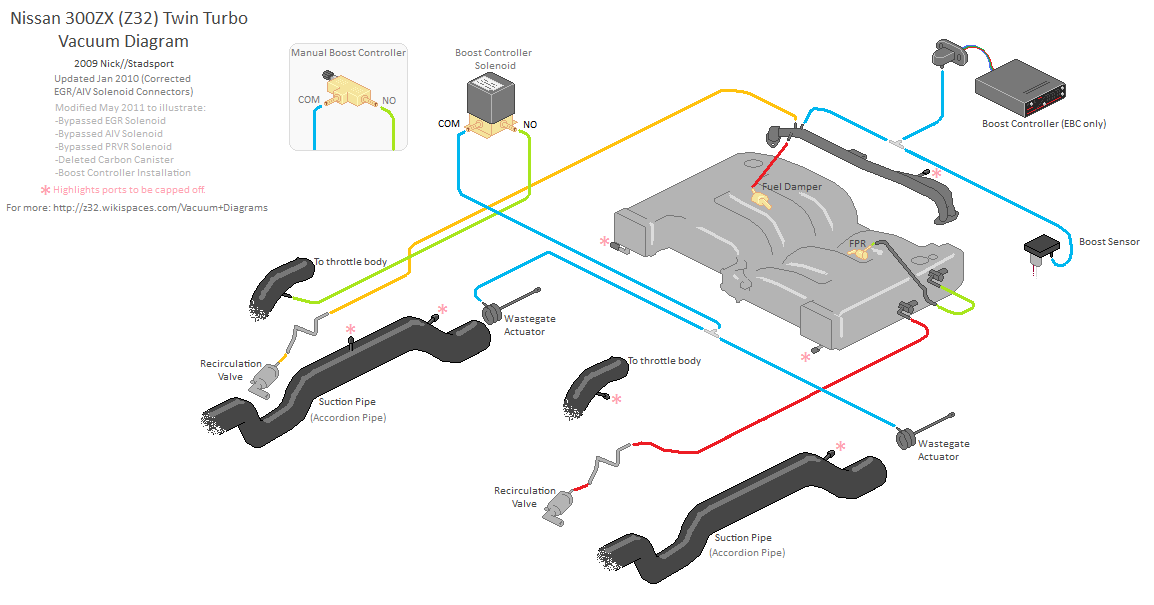 Nissan 300ZX (Z32) Twin Turbo
Vacuum Diagram
2009 Nick//Stadsport
Updated Jan 2010 (Corrected
EGR/AIV Solenoid Connectors)
Modified May 2011 to illustrate:
-Bypassed EGR Solenoid
-Bypassed AIV Solenoid
-Bypassed PRVR Solenoid
-Deleted Carbon Canister
-Boost Controller Installation
* Highlights ports to be capped off.
For more: http://z32.wikispaces.com/Vacuum+Diagrams
Manual Boost Controller
COM
NO
Boost Controller
Solenoid
COM
NO
Boost Controller (EBC only)
*
Fuel Damper
*
FPR
Boost Sensor
To throttle body
*
*
Wastegate
Actuator
*
Recirculation
Valve
To throttle body
*
Suction Pipe
(Accordion Pipe)
*
Wastegate
Actuator
Recirculation
Valve
Suction Pipe
(Accordion Pipe)